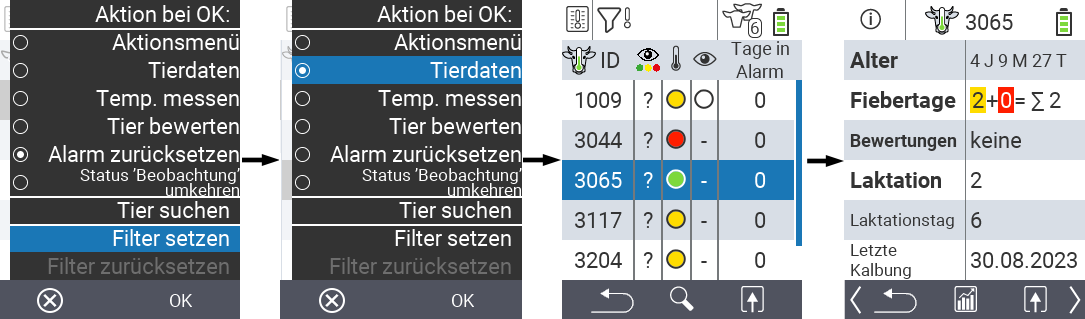 Aktion bei OK:
Aktionsmenü
Tierdaten
Temp. messen
Tier bewerten
Alarm zurücksetzen
Status 'Beobachtung'
umkehren
Tier suchen
Filter setzen
Filter zurücksetzen
OK
Aktion bei OK:
Aktionsmenü
Tierdaten
Temp. messen
Tier bewerten
Alarm zurücksetzen
Status 'Beobachtung'
umkehren
Tier suchen
Filter setzen
Filter zurücksetzen
OK
6
ID Tage in
Alarm
1009 ? 0
3044 ? - 0
3065 ? - 0
3117 ? - 0
3204 ? - 0
3065
Alter 4 J 9 M 27 T
Fiebertage 2+0= ∑ 2
Bewertungen keine
Laktation 2
Laktationstag 6
Letzte
Kalbung 30.08.2023